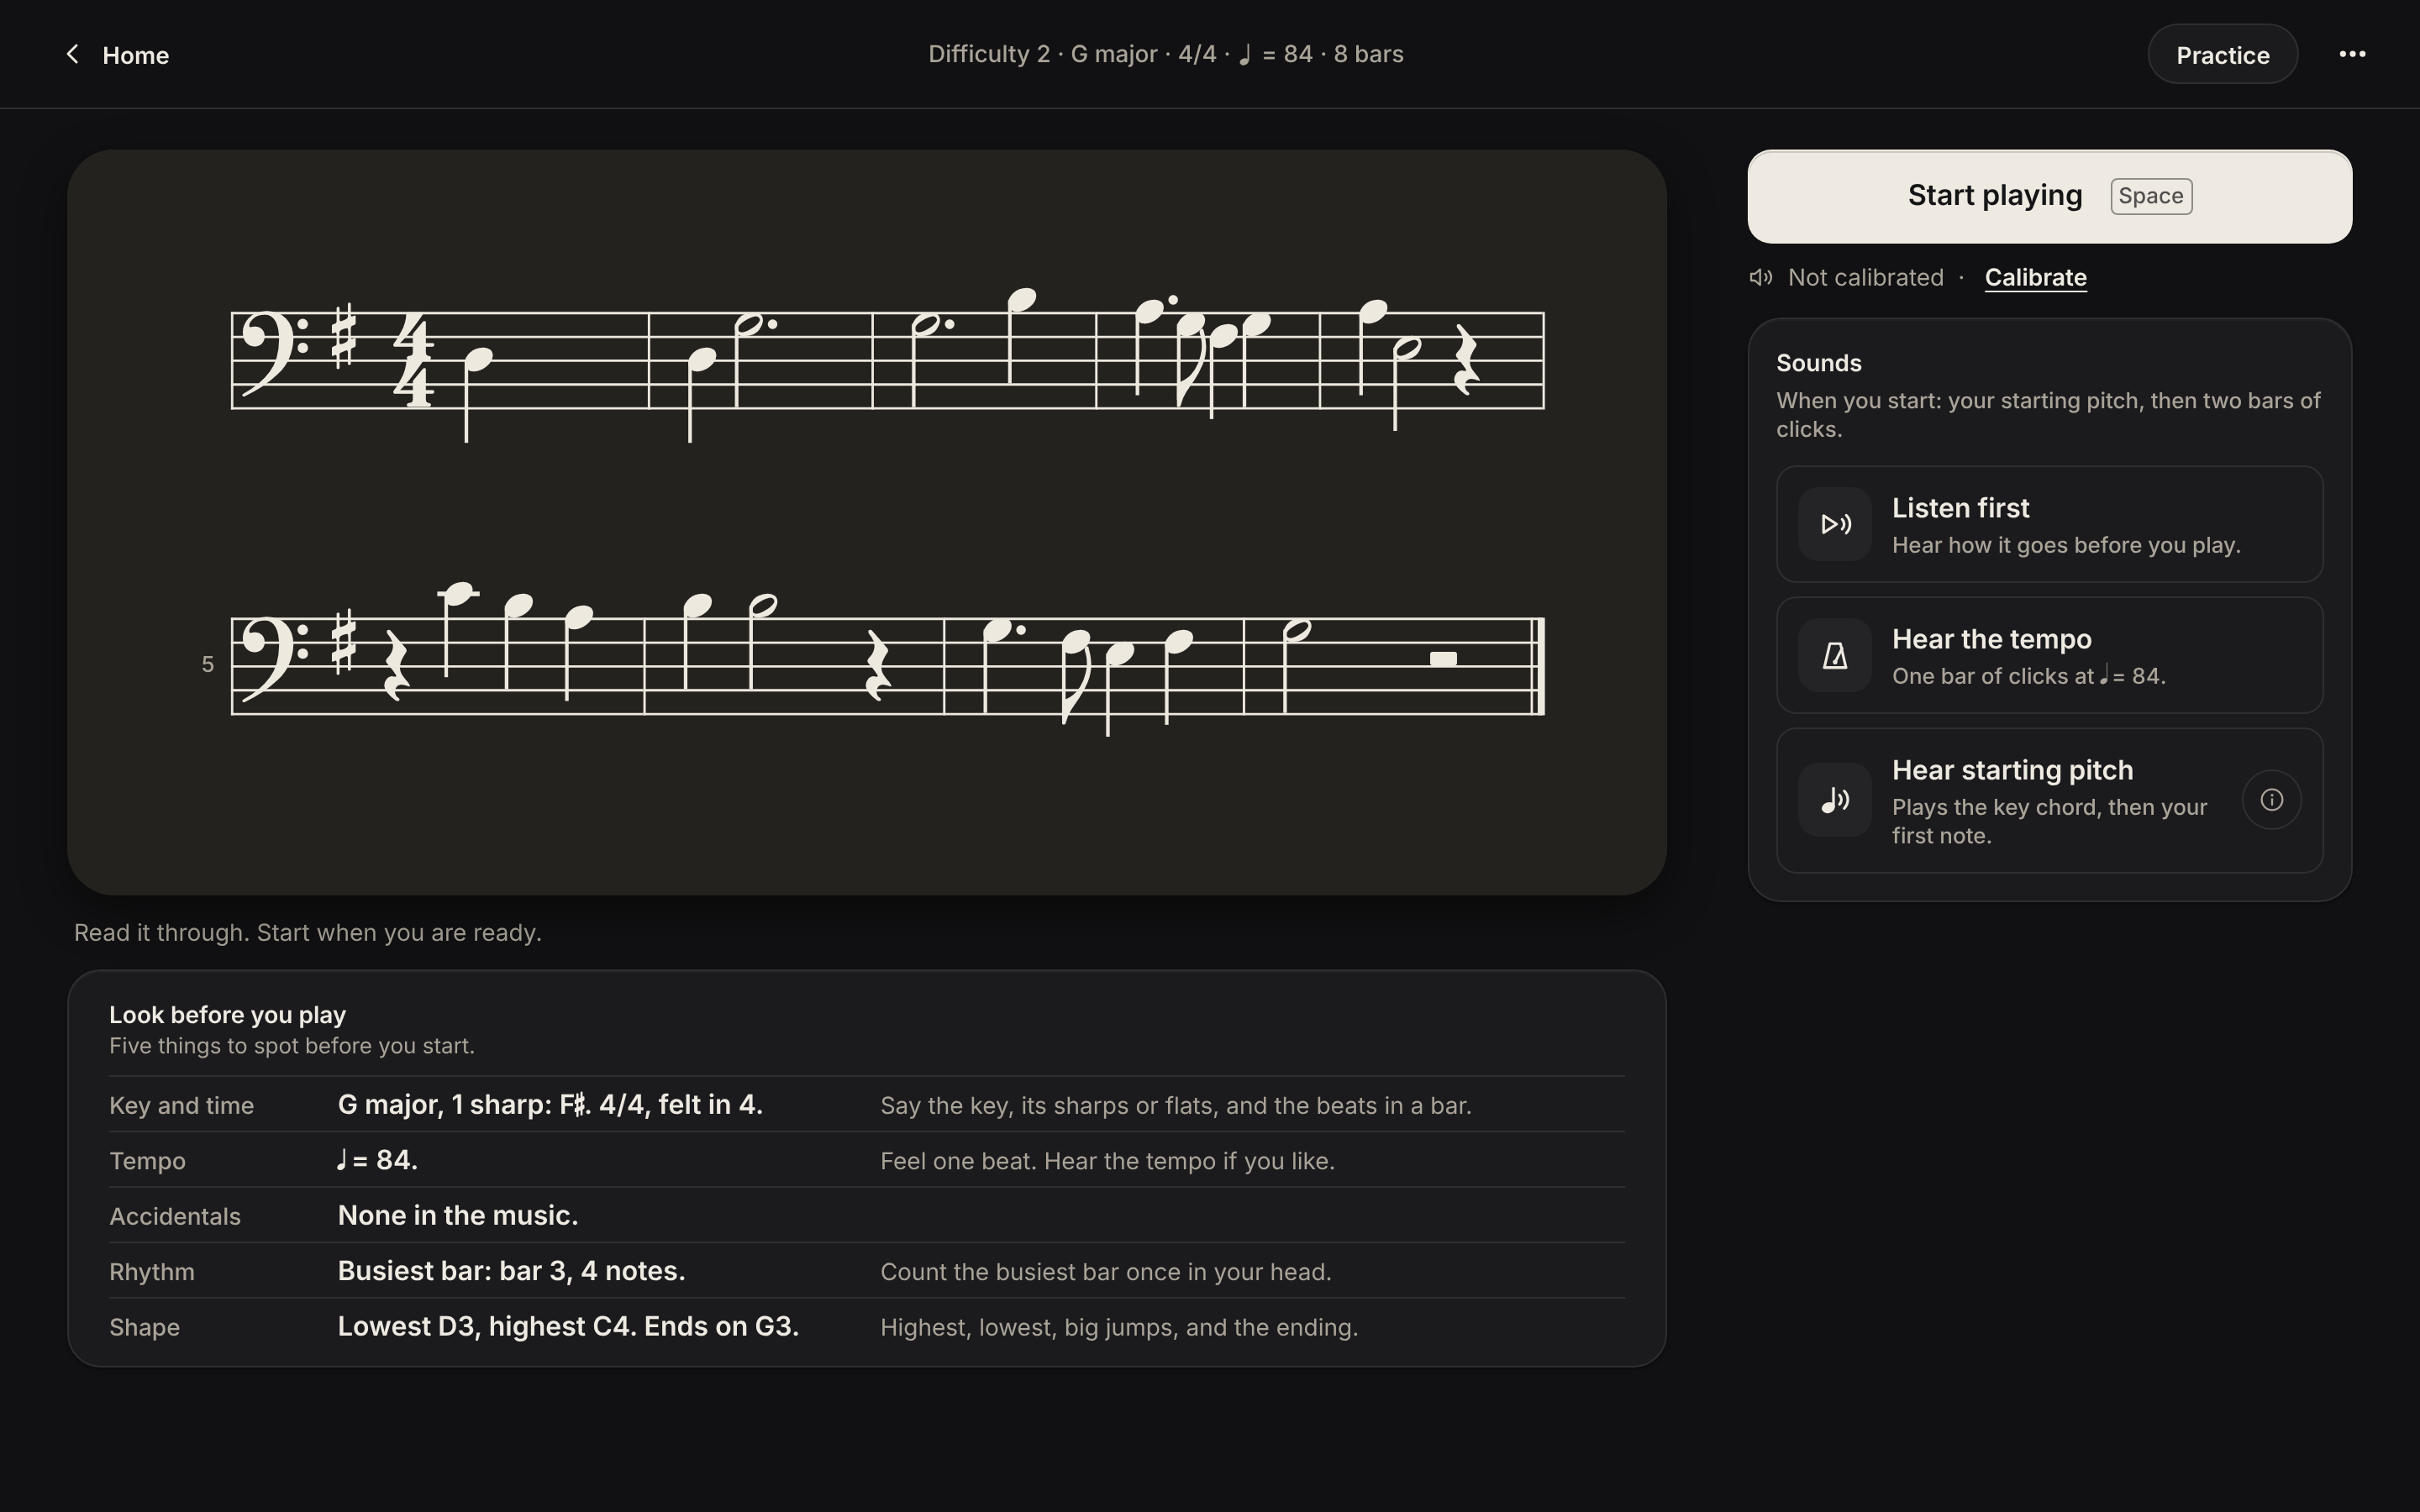 Home
Difficulty 2 · G major · 4/4 · ♩ = 84 · 8 bars
Practice
4
4
5
Read it through. Start when you are ready.
Look before you play
Five things to spot before you start.
Key and time G major, 1 sharp: F♯. 4/4, felt in 4. Say the key, its sharps or flats, and the beats in a bar.
Tempo ♩ = 84. Feel one beat. Hear the tempo if you like.
Accidentals None in the music.
Rhythm Busiest bar: bar 3, 4 notes. Count the busiest bar once in your head.
Shape Lowest D3, highest C4. Ends on G3. Highest, lowest, big jumps, and the ending.
Start playing Space
Not calibrated · Calibrate
Sounds
When you start: your starting pitch, then two bars of
clicks.
Listen first
Hear how it goes before you play.
Hear the tempo
One bar of clicks at ♩ = 84.
Hear starting pitch
Plays the key chord, then your
first note.